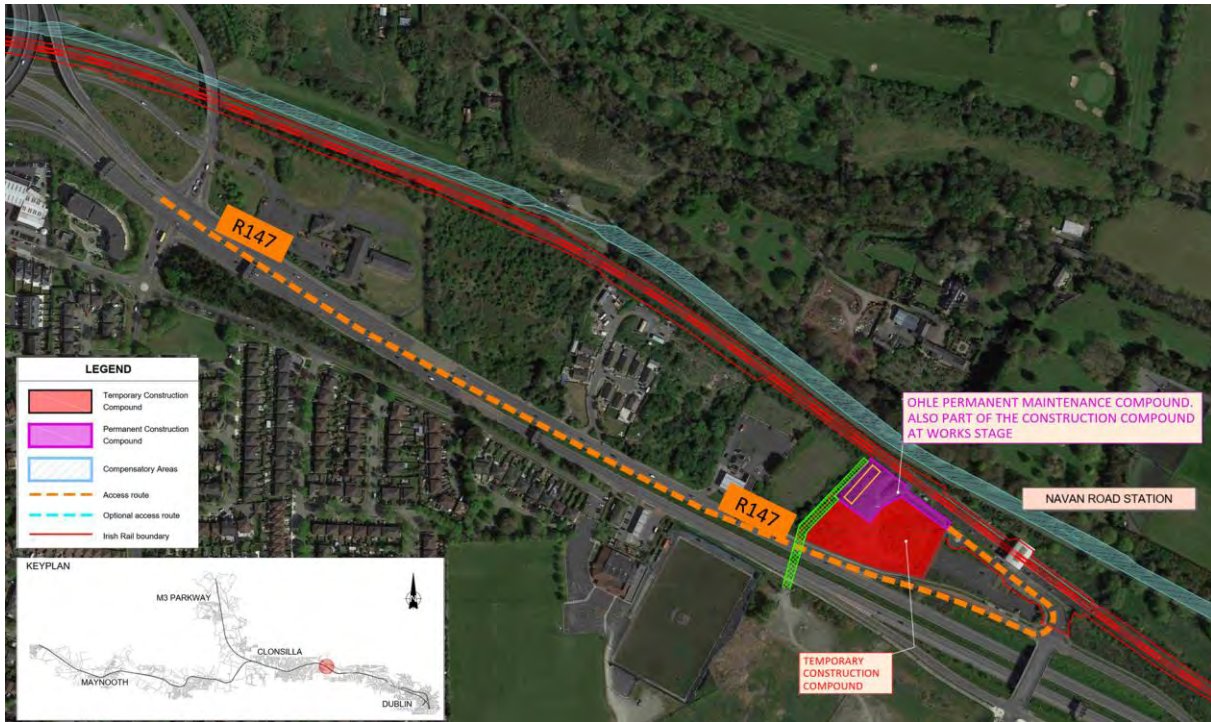 R147
R147
LEGEND
Temporary Construction
Compound
Permanent Construction
Compound
Compensatory Areas
Access route
Optional access route
Irish Rail boundary
OHLE PERMANENT MAINTENANCE COMPOUND.
ALSO PART OF THE CONSTRUCTION COMPOUND
AT WORKS STAGE
NAVAN ROAD STATION
TEMPORARY
CONSTRUCTION
COMPOUND
KEYPLAN
M3 PARKWAY
CLONSILLA
MAYNOOTH
DUBLIN